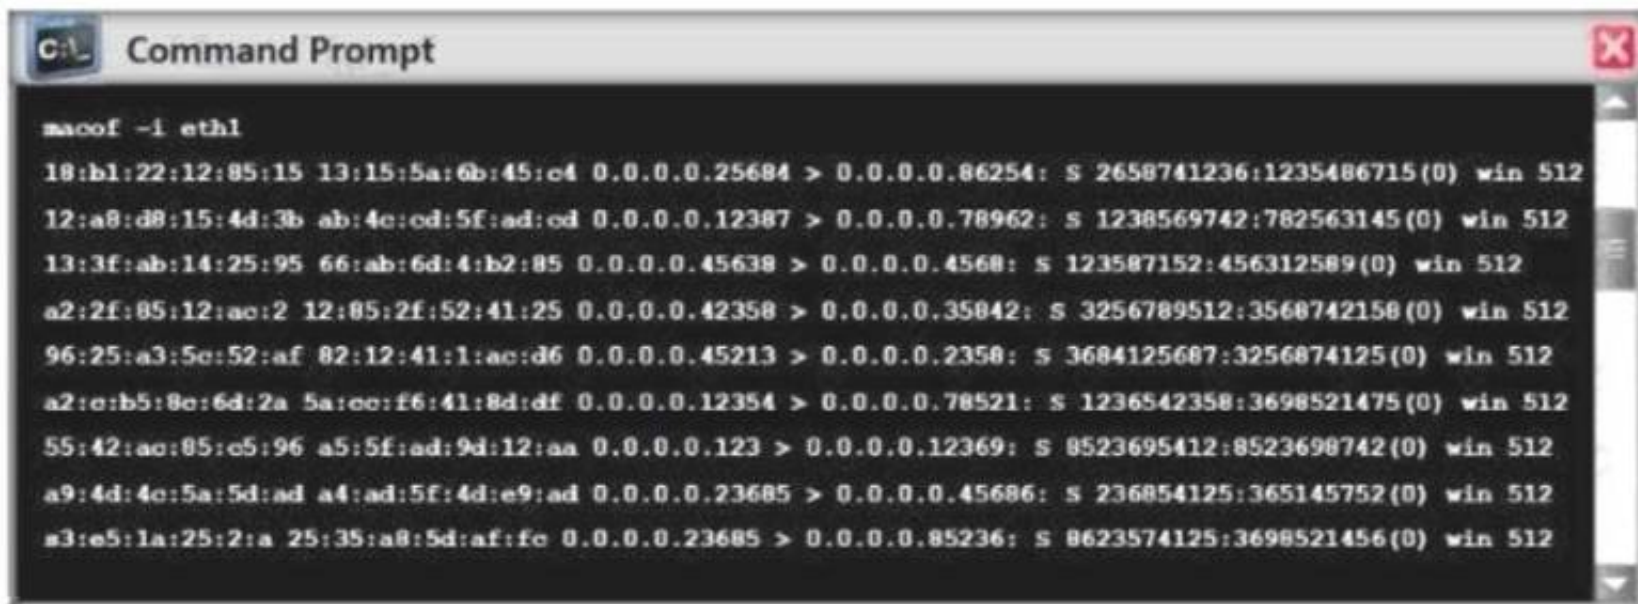 C:\_
Command Prompt
macof -i eth1
18:b1:22:12:85:15 13:15:5a:6b:45:c4 0.0.0.0.25684 > 0.0.0.0.86254: S 2658741236:1235486715(0) win 512
12:a8:d8:15:4d:3b ab:4c:cd:5f:ad:cd 0.0.0.0.12387 > 0.0.0.0.78962: S 1238569742:782563145(0) win 512
13:3f:ab:14:25:95 66:ab:6d:4:b2:85 0.0.0.0.45638 > 0.0.0.0.4568: S 123587152:456312589(0) win 512
a2:2f:85:12:ac:2 12:85:2f:52:41:25 0.0.0.0.42358 > 0.0.0.0.35842: S 3256789512:3568742158(0) win 512
96:25:a3:5c:52:af 82:12:41:1:ac:d6 0.0.0.0.45213 > 0.0.0.0.2358: S 3684125687:3256874125(0) win 512
a2:c:b5:8c:6d:2a 5a:cc:f6:41:8d:df 0.0.0.0.12354 > 0.0.0.0.78521: S 1236542358:3698521475(0) win 512
55:42:ac:85:c5:96 a5:5f:ad:9d:12:aa 0.0.0.0.123 > 0.0.0.0.12369: S 8523695412:8523698742(0) win 512
a9:4d:4c:5a:5d:ad a4:ad:5f:4d:e9:ad 0.0.0.0.23685 > 0.0.0.0.45686: S 236854125:365145752(0) win 512
s3:e5:1a:25:2:a 25:35:a8:5d:af:fc 0.0.0.0.23685 > 0.0.0.0.85236: S 8623574125:3698521456(0) win 512